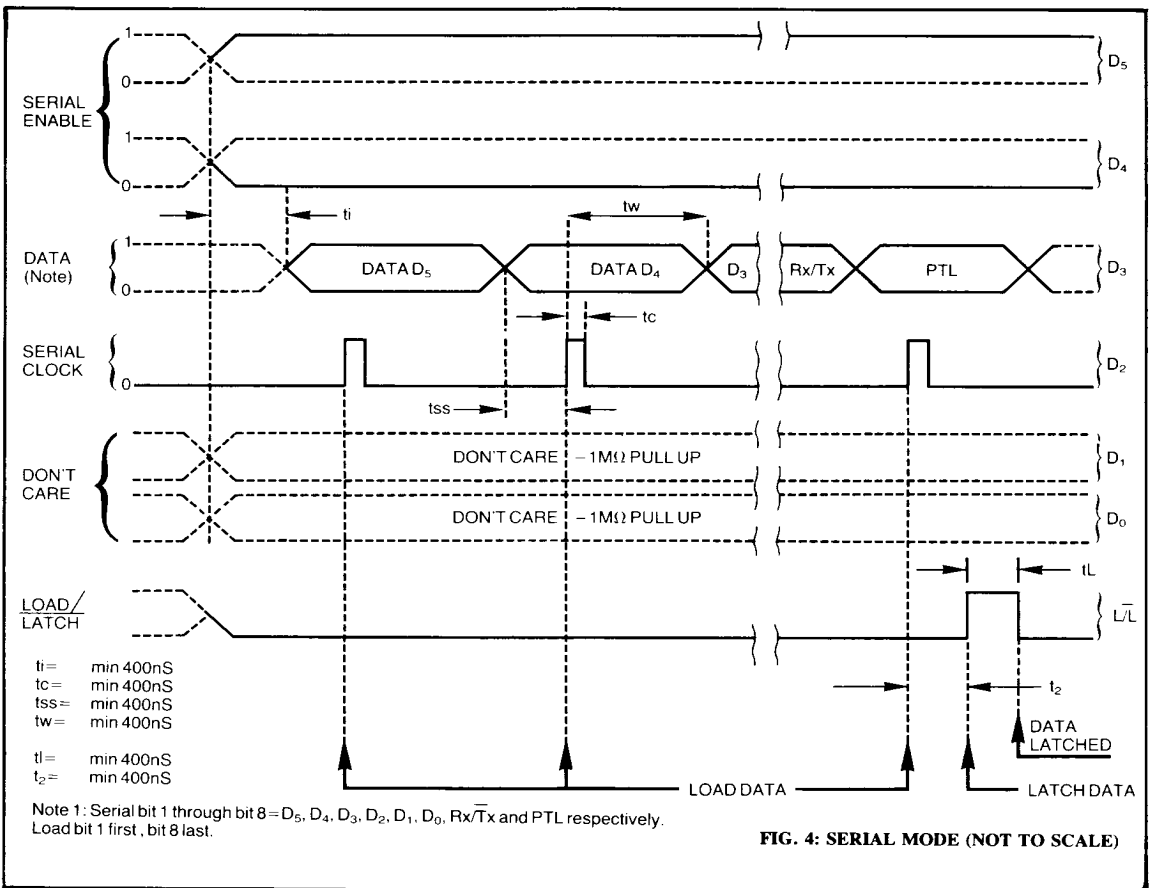 1
0
SERIAL
ENABLE
D₅
1
0
D₄
ti
tw
DATA
(Note)
1
0
DATA D₅
DATA D₄
D₃
Rx/Tx
PTL
D₃
tc
SERIAL
CLOCK
0
D₂
tss
DON'T
CARE
DON'T CARE – 1MΩ PULL UP
D₁
DON'T CARE – 1MΩ PULL UP
D₀
tL
LOAD/
L̅A̅T̅C̅H̅
L/L̅
t₂
ti= min 400nS
tc= min 400nS
tss= min 400nS
tw= min 400nS
tl= min 400nS
t₂= min 400nS
DATA
LATCHED
LOAD DATA
LATCH DATA
Note 1: Serial bit 1 through bit 8=D₅, D₄, D₃, D₂, D₁, D₀, Rx/T̅x and PTL respectively.
Load bit 1 first, bit 8 last.
FIG. 4: SERIAL MODE (NOT TO SCALE)